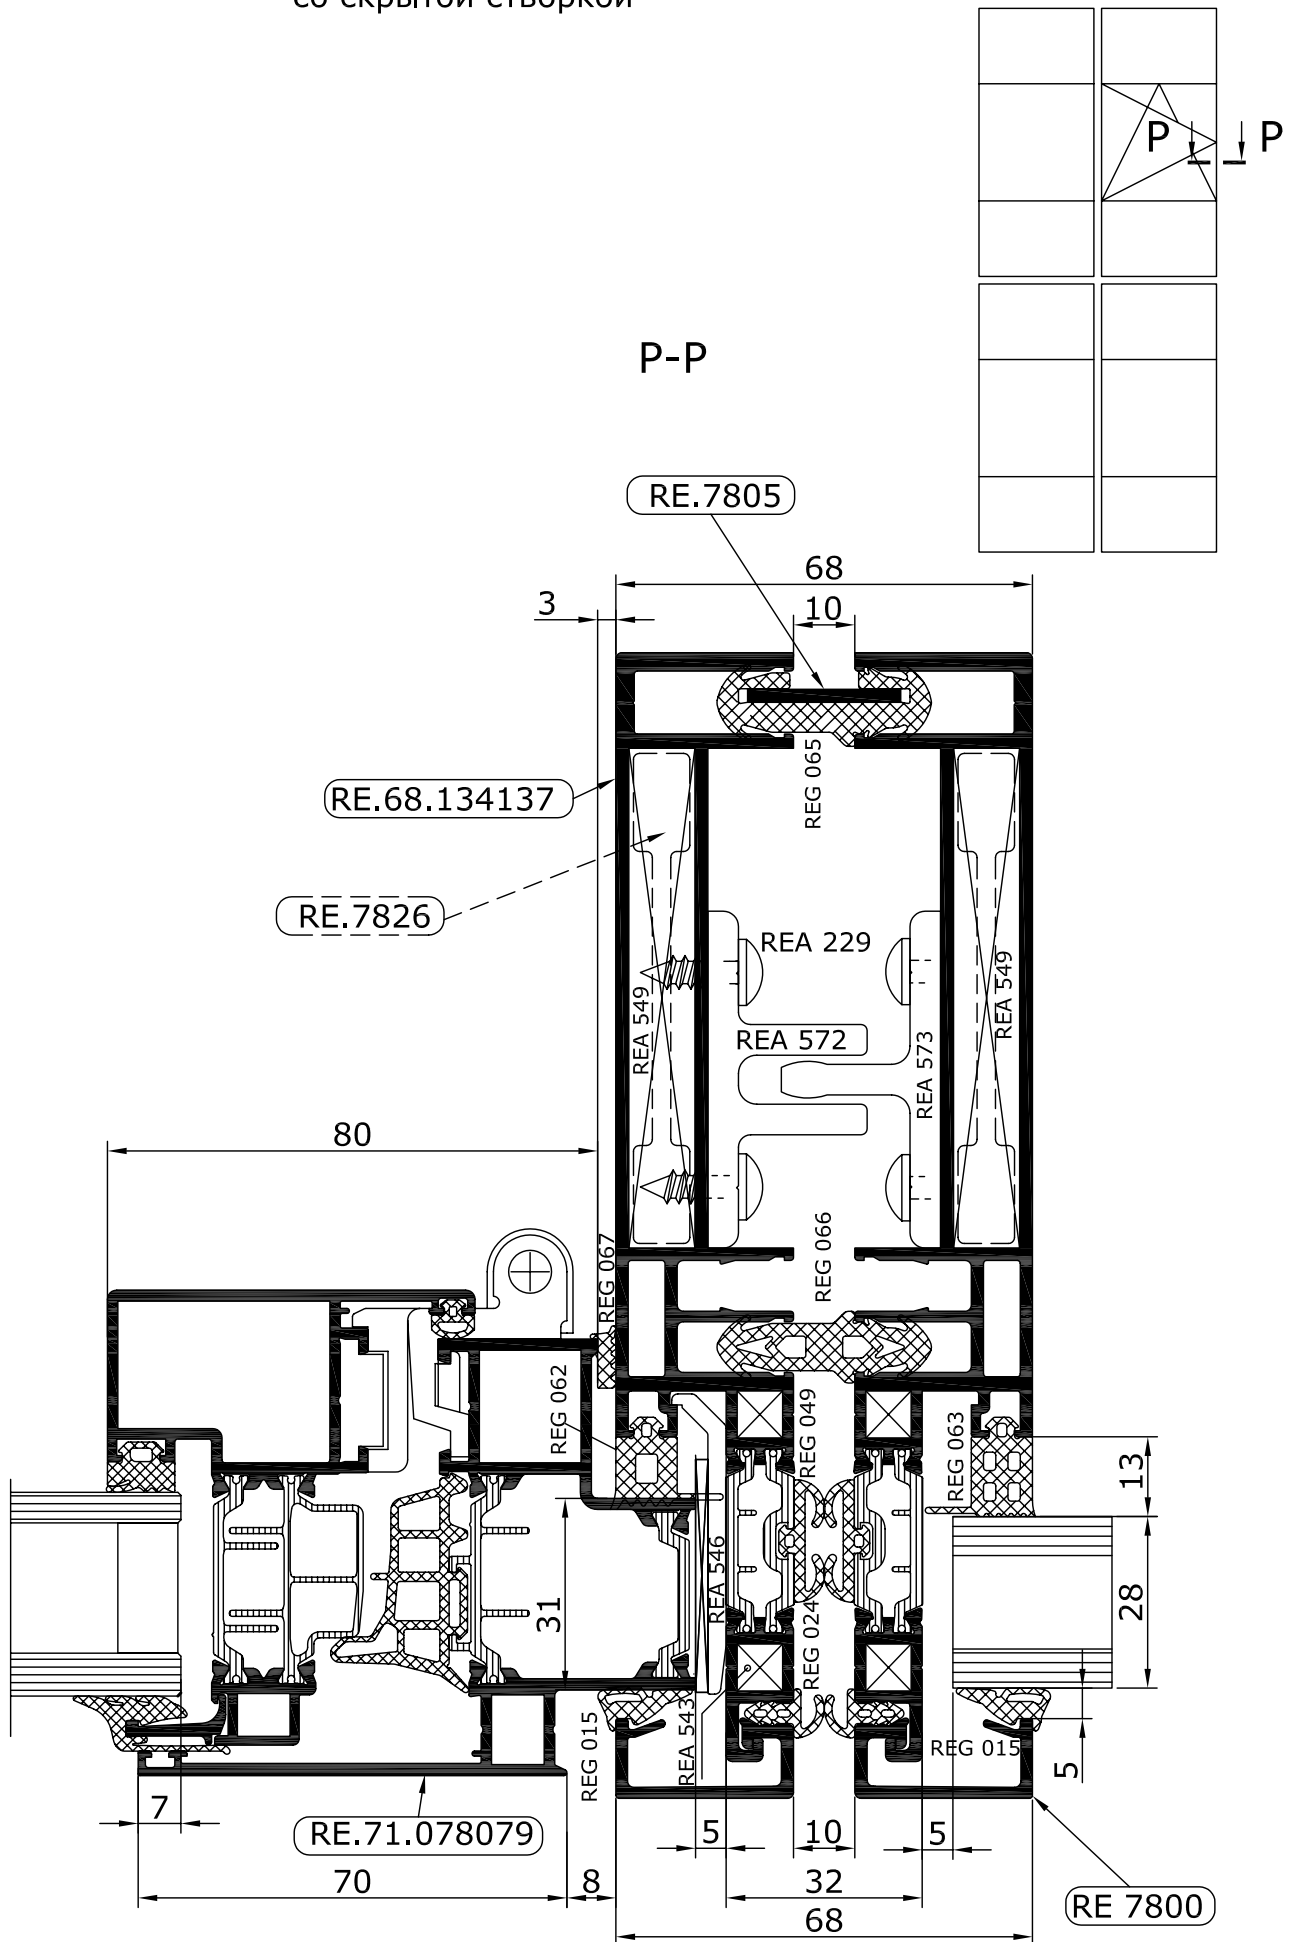 со скрытой створкой
P P
P-P
RE.7805
68
3
10
REG 065
RE.68.134137
RE.7826
REA 229
REA 549
REA 549
REA 572
REA 573
80
REG 067
REG 066
REG 062
REG 049
REG 063
13
REA 546
31
28
REG 024
REG 015
REA 543
REG 015
5
7
RE.71.078079
5
10
5
70
8
32
RE 7800
68